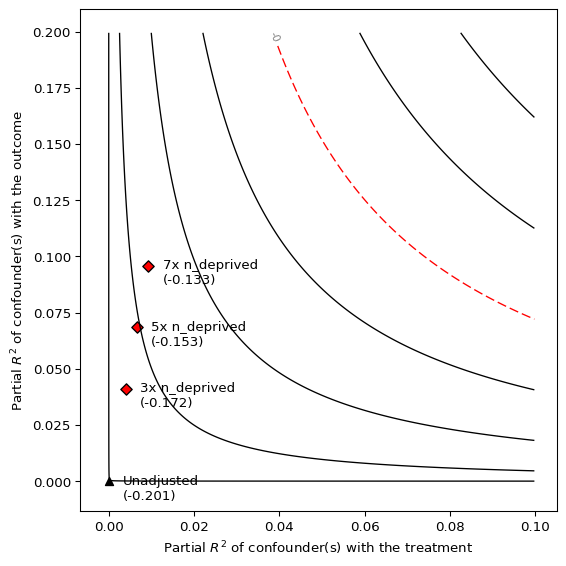 0.200
0.175
0.150
0.125
0.100
0.075
0.050
0.025
0.000
Partial R² of confounder(s) with the outcome
0
7x n_deprived
(-0.133)
5x n_deprived
(-0.153)
3x n_deprived
(-0.172)
Unadjusted
(-0.201)
0.00 0.02 0.04 0.06 0.08 0.10
Partial R² of confounder(s) with the treatment